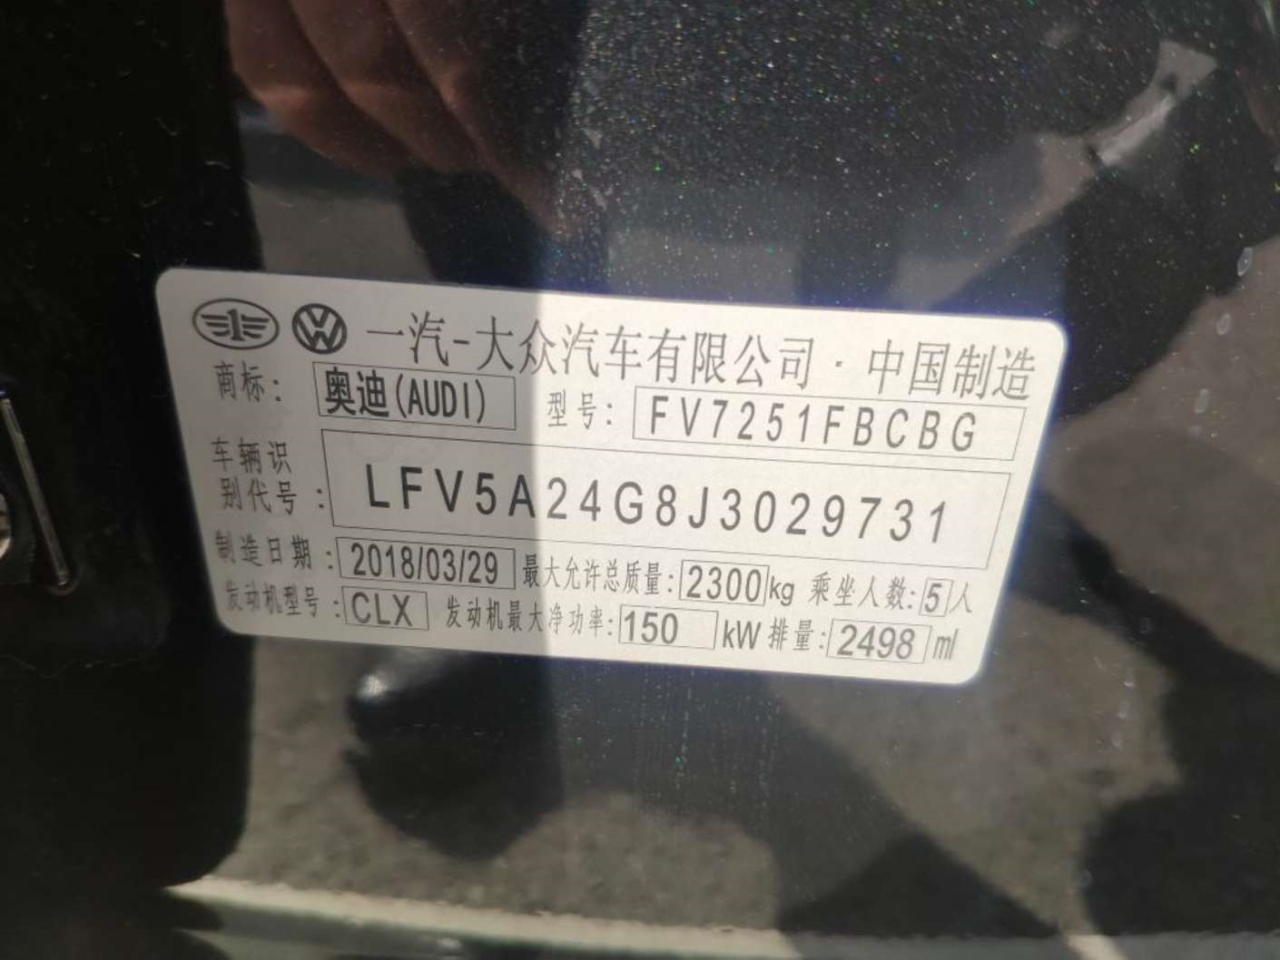 一汽-大众汽车有限公司·中国制造
商标: 奥迪(AUDI) 型号: FV7251FBCBG
车辆识
别代号: LFV5A24G8J3029731
制造日期: 2018/03/29 最大允许总质量: 2300kg 乘坐人数: 5人
发动机型号: CLX 发动机最大净功率: 150 kW 排量: 2498 ml